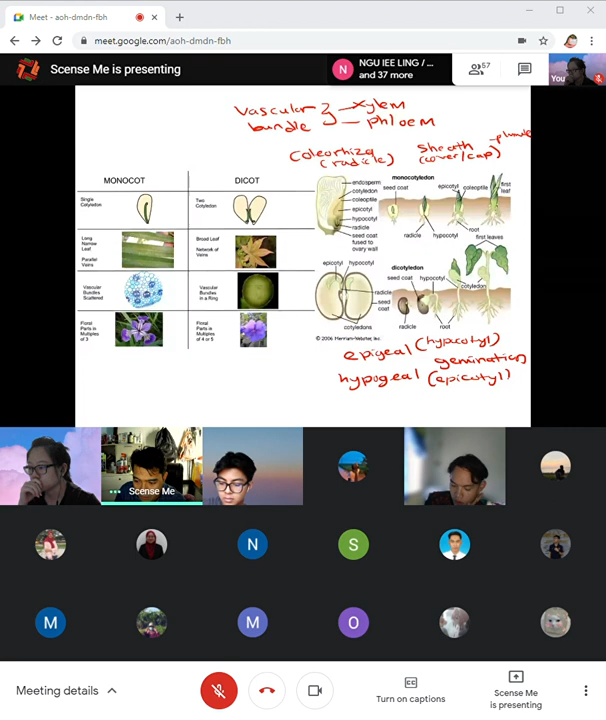 Meet - aoh-dmdn-fbh
meet.google.com/aoh-dmdn-fbh
Scense Me is presenting
N
NGU IEE LING / ...
and 37 more
57
You
Vascular
bundle
xylem
phloem
Coleorhiza
(radicle)
Sheath
(cover/cap)
MONOCOT
DICOT
Single
Cotyledon
Two
Cotyledon
Long
Narrow
Leaf
Parallel
Veins
Broad Leaf
Network of
Veins
Vascular
Bundles
Scattered
Vascular
Bundles
in a Ring
Floral
Parts in
Multiples
of 3
Floral
Parts in
Multiples
of 4 or 5
endosperm
cotyledon
coleoptile
epicotyl
hypocotyl
radicle
seed coat
fused to
ovary wall
monocotyledon
seed coat
epicotyl
coleoptile
first
leaf
radicle
hypocotyl
root
first leaves
epicotyl
hypocotyl
radicle
seed
coat
cotyledons
dicotyledon
seed coat
hypocotyl
cotyledon
radicle
root
© 2006 Merriam-Webster, Inc.
epigeal (hypocotyl)
germination
hypogeal (epicotyl)
Scense Me
N
S
M
M
O
Meeting details
Turn on captions
Scense Me
is presenting